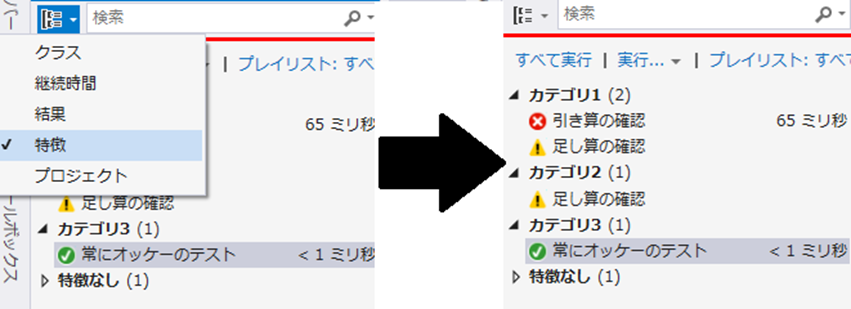 検索
クラス
継続時間
結果
特徴
プロジェクト
| プレイリスト: すべ
65 ミリ秒
足し算の確認
カテゴリ3 (1)
常にオッケーのテスト < 1 ミリ秒
特徴なし (1)
バー
ールボックス
検索
すべて実行 | 実行... | プレイリスト: すべ
カテゴリ1 (2)
引き算の確認 65 ミリ秒
足し算の確認
カテゴリ2 (1)
足し算の確認
カテゴリ3 (1)
常にオッケーのテスト < 1 ミリ秒
特徴なし (1)